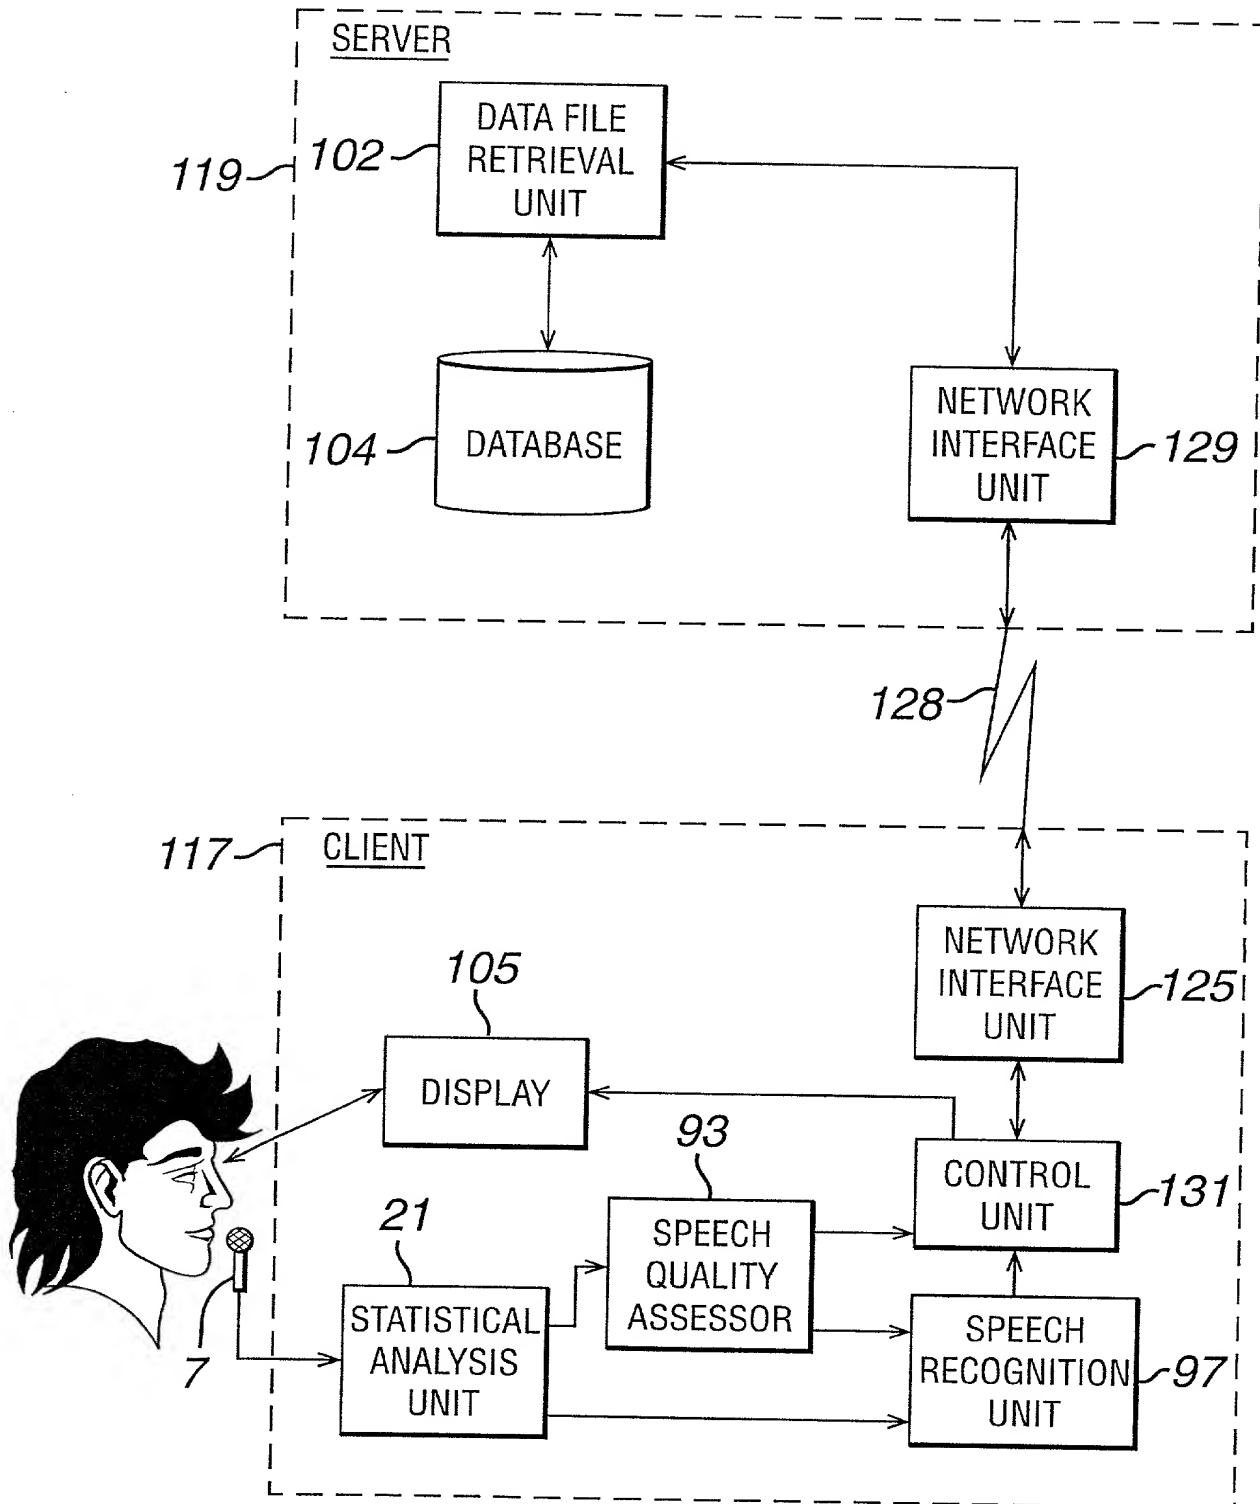 SERVER
DATA FILE
RETRIEVAL
UNIT
102
119
DATABASE
104
NETWORK
INTERFACE
UNIT
129
128
117
CLIENT
NETWORK
INTERFACE
UNIT
125
105
DISPLAY
93
CONTROL
UNIT
131
21
SPEECH
QUALITY
ASSESSOR
STATISTICAL
ANALYSIS
UNIT
7
SPEECH
RECOGNITION
UNIT
97